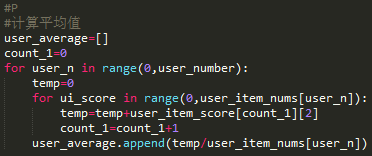 #P
#计算平均值
user_average=[]
count_1=0
for user_n in range(0,user_number):
    temp=0
    for ui_score in range(0,user_item_nums[user_n]):
        temp=temp+user_item_score[count_1][2]
        count_1=count_1+1
    user_average.append(temp/user_item_nums[user_n])